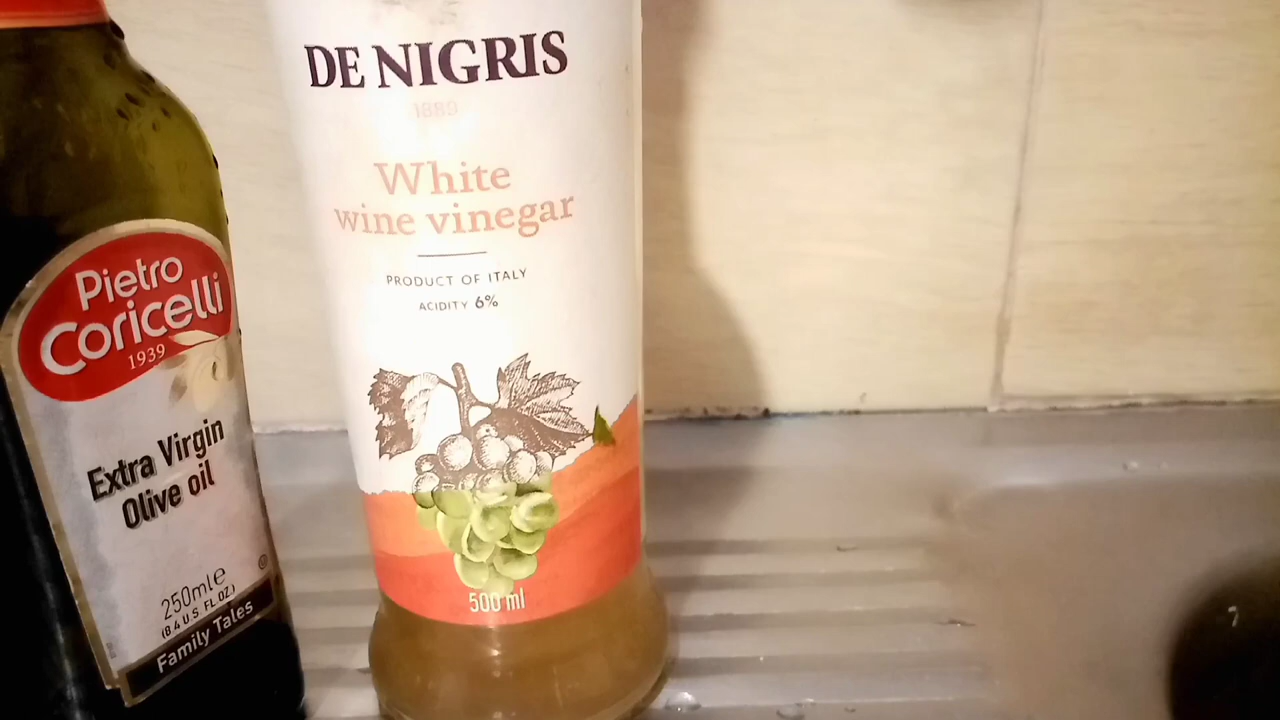 Pietro
Coricelli
1939
Extra Virgin
Olive oil
250ml e
(8.4 U.S. FL OZ)
Family Tales
DE NIGRIS
1889
White
wine vinegar
PRODUCT OF ITALY
ACIDITY 6%
500 ml